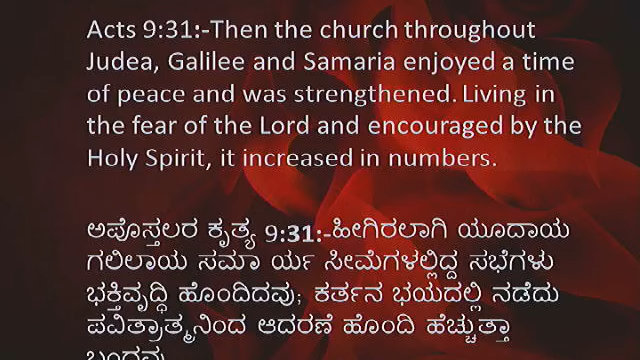 Acts 9:31:-Then the church throughout
Judea, Galilee and Samaria enjoyed a time
of peace and was strengthened. Living in
the fear of the Lord and encouraged by the
Holy Spirit, it increased in numbers.
ಅಪೊಸ್ತಲರ ಕೃತ್ಯ 9:31:-ಹೀಗಿರಲಾಗಿ ಯೂದಾಯ
ಗಲಿಲಾಯ ಸಮಾ ರ್ಯ ಸೀಮೆಗಳಲ್ಲಿದ್ದ ಸಭೆಗಳು
ಭಕ್ತಿವೃದ್ಧಿ ಹೊಂದಿದವು; ಕರ್ತನ ಭಯದಲ್ಲಿ ನಡೆದು
ಪವಿತ್ರಾತ್ಮನಿಂದ ಆದರಣೆ ಹೊಂದಿ ಹೆಚ್ಚುತ್ತಾ